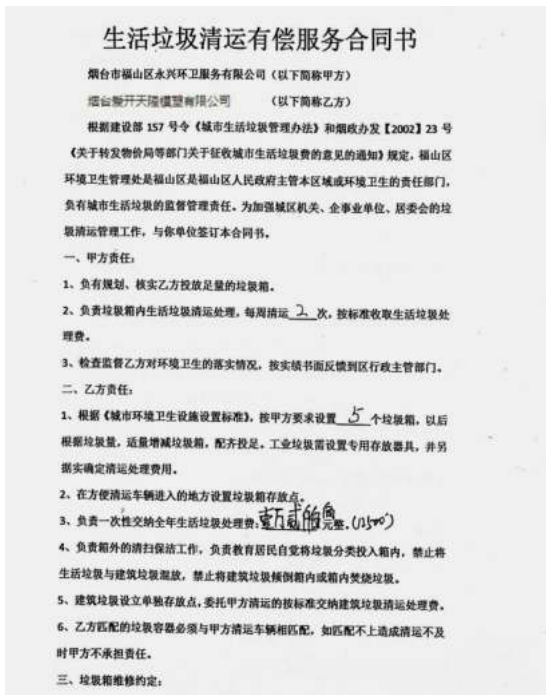 生活垃圾清运有偿服务合同书
烟台市福山区永兴环卫服务有限公司（以下简称甲方）
烟台凝开天隆模塑有限公司 （以下简称乙方）
根据建设部 157 号令《城市生活垃圾管理办法》和烟政办发【2002】23 号
《关于转发物价局等部门关于征收城市生活垃圾费的意见的通知》规定，福山区
环境卫生管理处是福山区是福山区人民政府主管本区域或环境卫生的责任部门，
负有城市生活垃圾的监督管理责任。为加强城区机关、企事业单位、居委会的垃
圾清运管理工作，与你单位签订本合同书。
一、甲方责任：
1、负有规划、核实乙方投放足量的垃圾箱。
2、负责垃圾箱内生活垃圾清运处理，每周清运 2 次，按标准收取生活垃圾处
理费。
3、检查监督乙方对环境卫生的落实情况，按实绩书面反馈到区行政主管部门。
二、乙方责任：
1、根据《城市环境卫生设施设置标准》，按甲方要求设置 5 个垃圾箱，以后
根据垃圾量，适量增减垃圾箱，配齐投足。工业垃圾需设置专用存放器具，并另
据实确定清运处理费用。
2、在方便清运车辆进入的地方设置垃圾箱存放点。
3、负责一次性交纳全年生活垃圾处理费：壹万贰仟伍佰元整。(12500)
4、负责箱外的清扫保洁工作，负责教育居民自觉将垃圾分类投入箱内，禁止将
生活垃圾与建筑垃圾混放，禁止将建筑垃圾倾倒箱内或箱内焚烧垃圾。
5、建筑垃圾设立单独存放点，委托甲方清运的按标准交纳建筑垃圾清运处理费。
6、乙方匹配的垃圾容器必须与甲方清运车辆相匹配，如匹配不上造成清运不及
时甲方不承担责任。
三、垃圾箱维修约定：